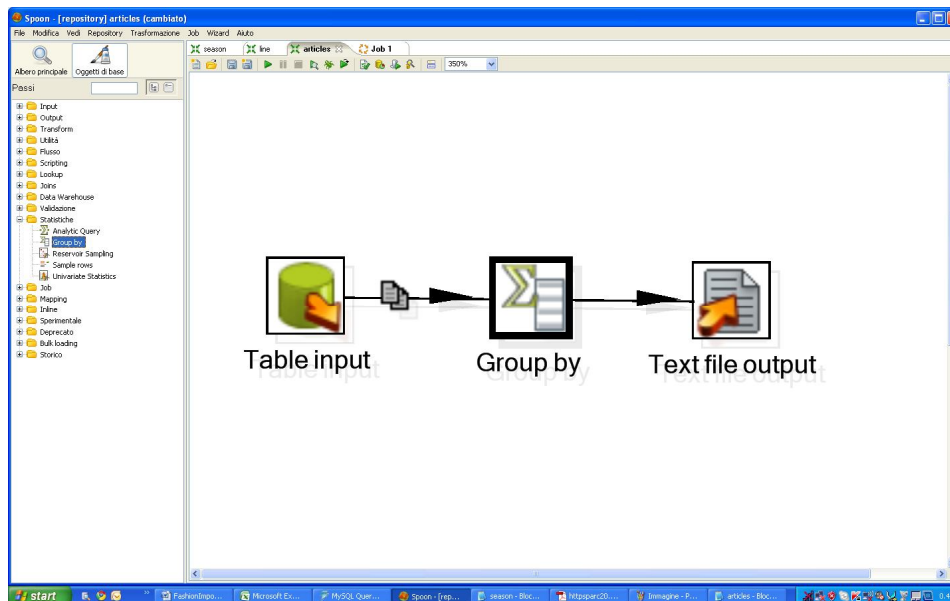 Spoon - [repository] articles (cambiato)
File Modifica Vedi Repository Trasformazione Job Wizard Aiuto
season line articles Job 1
350%
Albero principale Oggetti di base
Passi
Input
Output
Transform
Utilità
Flusso
Scripting
Lookup
Joins
Data Warehouse
Validazione
Statistiche
Analytic Query
Group by
Reservoir Sampling
Sample rows
Univariate Statistics
Job
Mapping
Inline
Sperimentale
Deprecato
Bulk loading
Storico
Table input
Group by
Text file output
start FashionImpo... Microsoft Ex... MySQL Quer... Spoon - [rep... season - Bloc... httpsparc20.... Immagine - P... articles - Bloc...